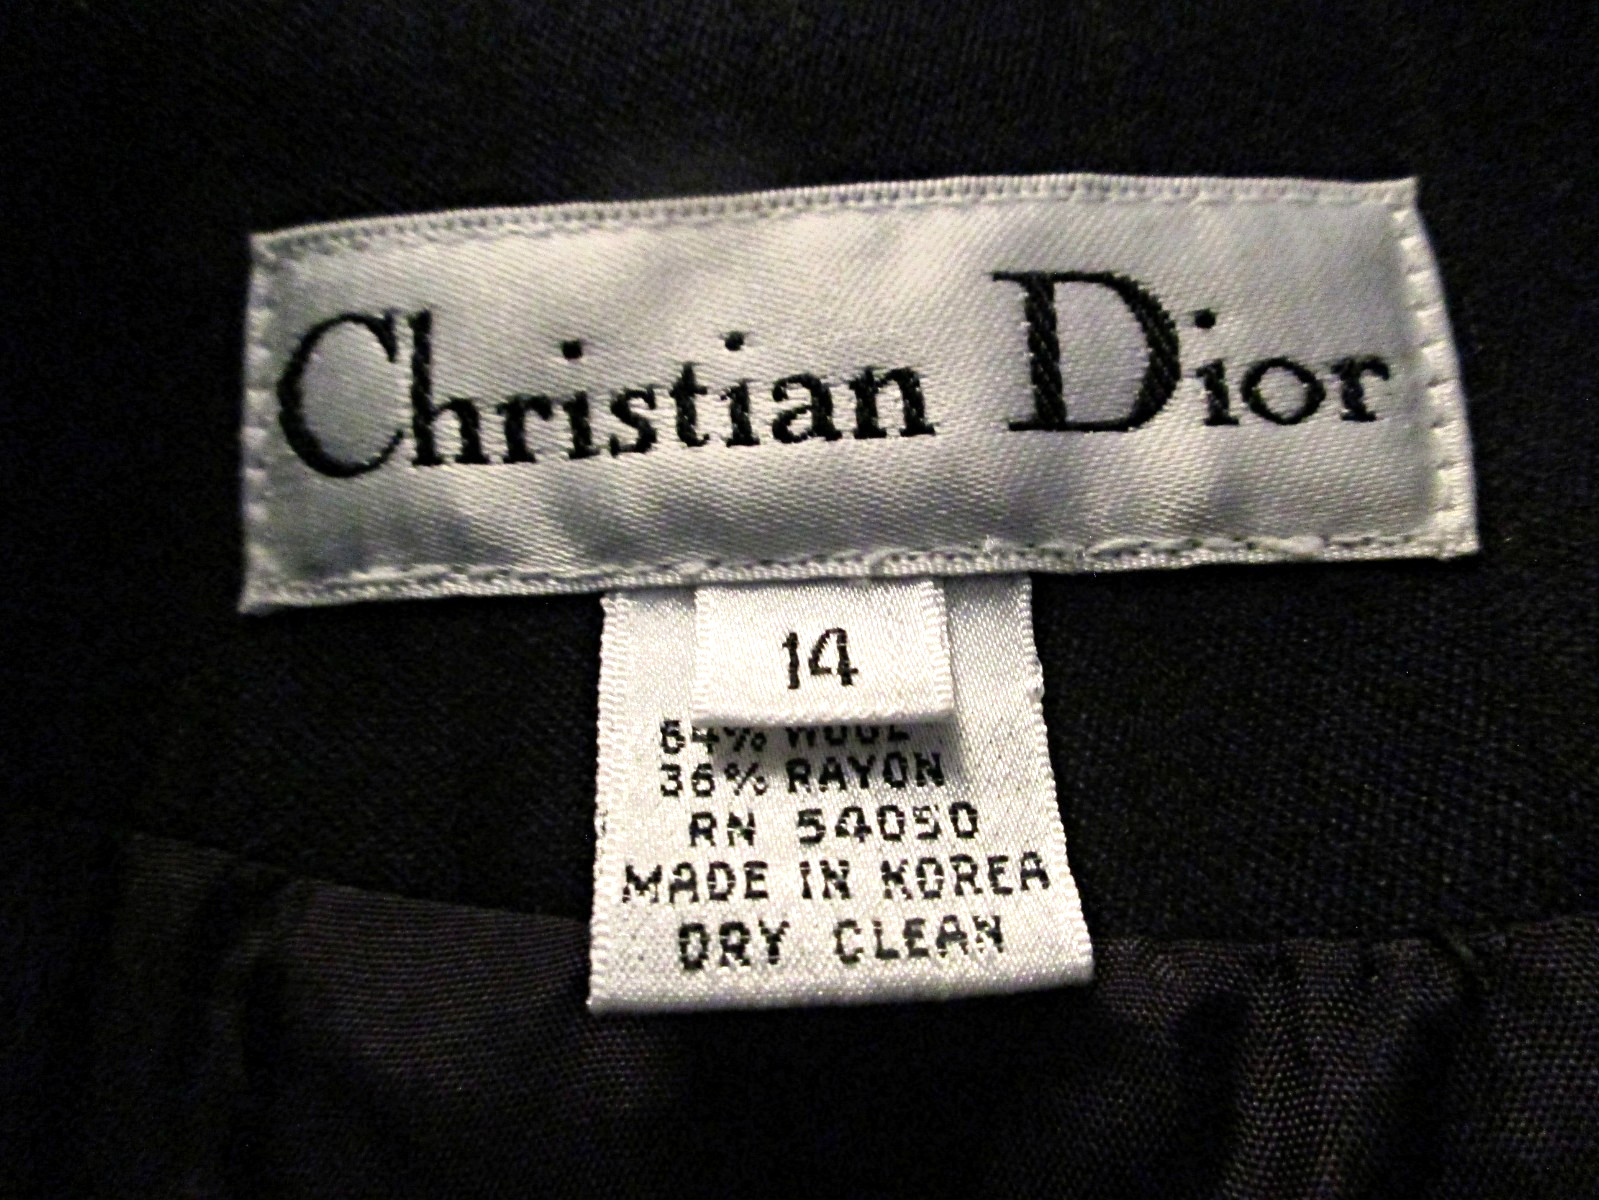 Christian Dior
14
64% WOOL
36% RAYON
RN 54050
MADE IN KOREA
DRY CLEAN